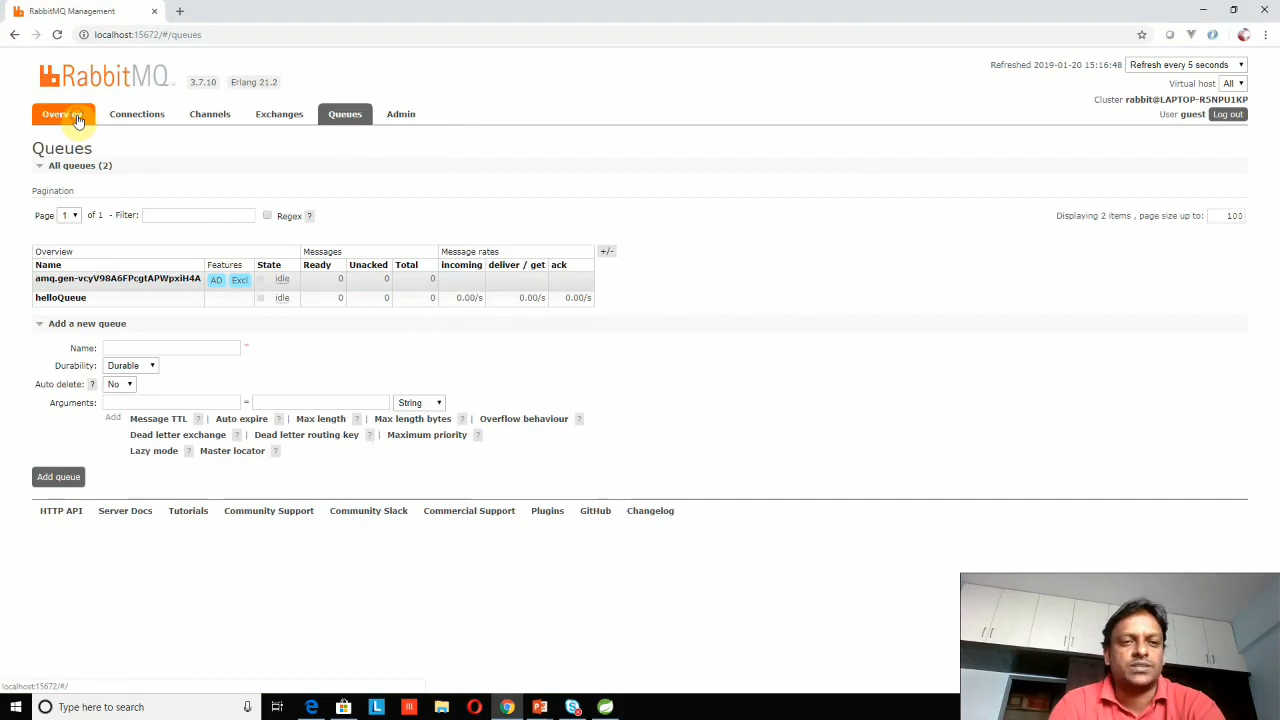 RabbitMQ Management
localhost:15672/#/queues
RabbitMQ 3.7.10 Erlang 21.2
Refreshed 2019-01-20 15:16:48 Refresh every 5 seconds
Virtual host All
Cluster rabbit@LAPTOP-R5NPU1KP
User guest Log out
Overview Connections Channels Exchanges Queues Admin
Queues
All queues (2)
Pagination
Page 1 of 1 - Filter: Regex ? Displaying 2 items , page size up to: 100
Overview Messages Message rates +/-
Name Features State Ready Unacked Total incoming deliver / get ack
amq.gen-vcyV98A6FPcgtAPWpxiH4A AD Excl idle 0 0 0
helloQueue idle 0 0 0 0.00/s 0.00/s 0.00/s
Add a new queue
Name: *
Durability: Durable
Auto delete: ? No
Arguments: = String
Add Message TTL ? | Auto expire ? | Max length ? | Max length bytes ? | Overflow behaviour ?
Dead letter exchange ? | Dead letter routing key ? | Maximum priority ?
Lazy mode ? Master locator ?
Add queue
HTTP API Server Docs Tutorials Community Support Community Slack Commercial Support Plugins GitHub Changelog
localhost:15672/#/
Type here to search